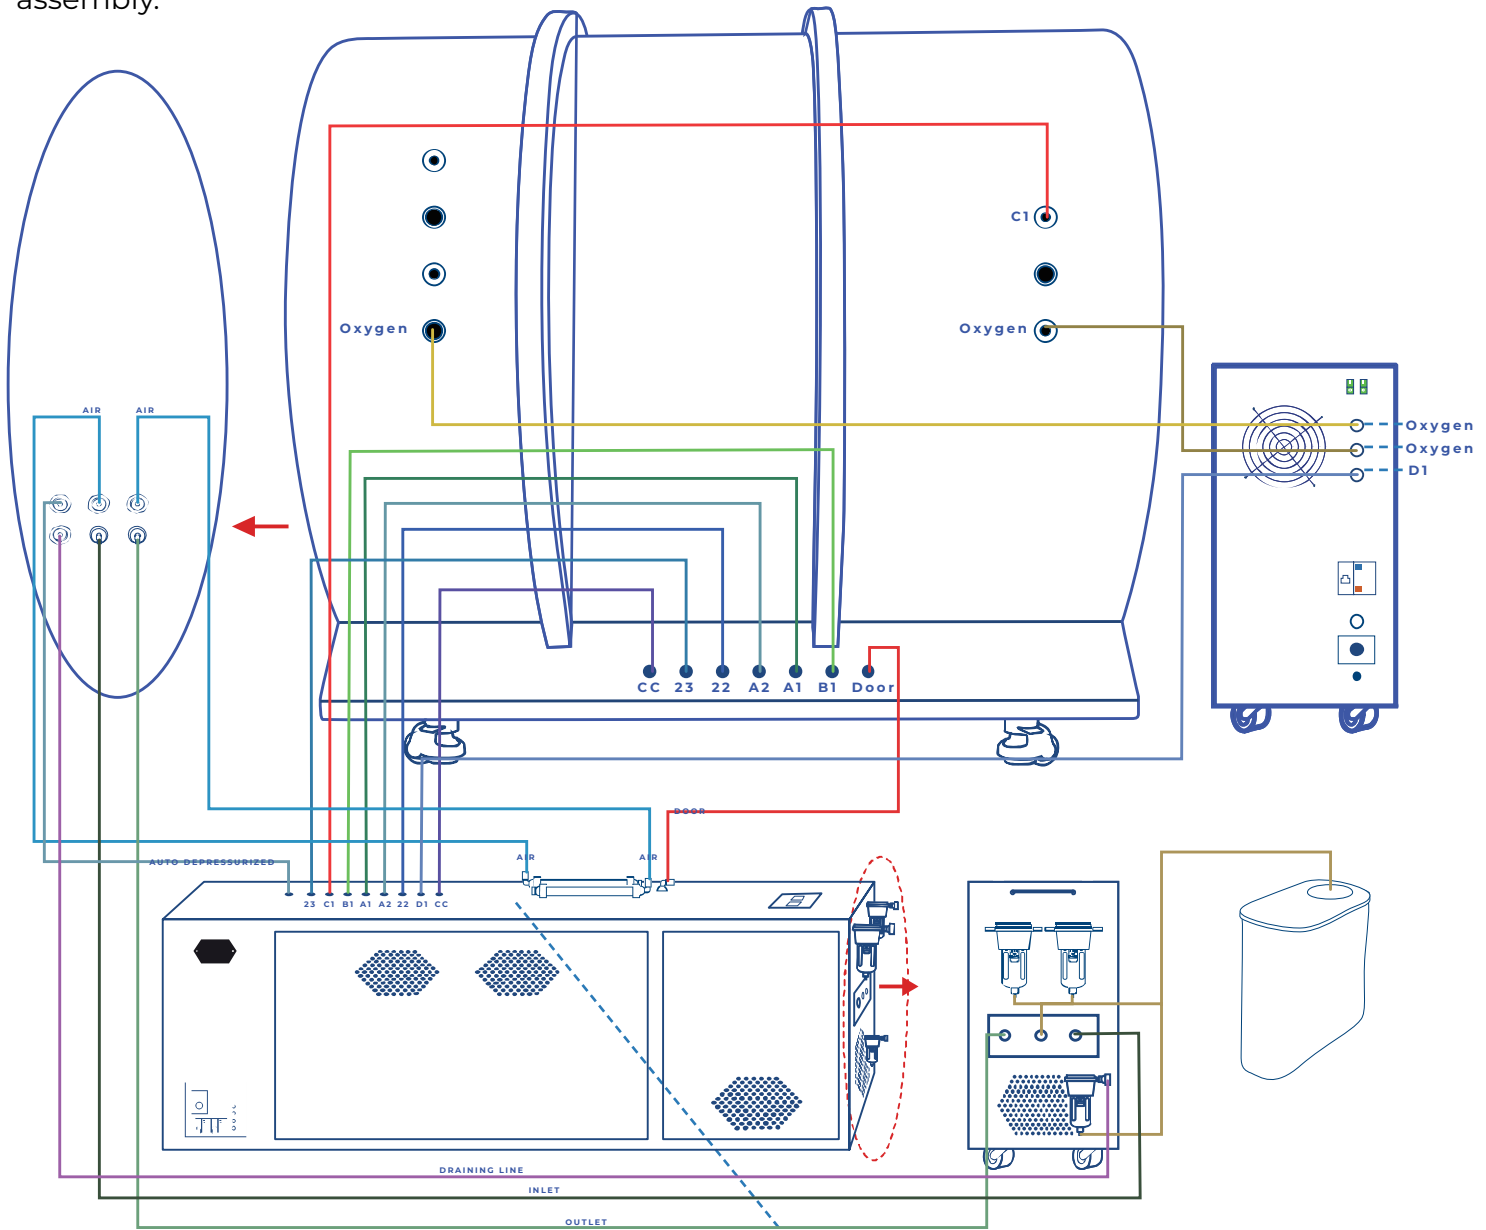 assembly.
C1
Oxygen
Oxygen
AIR
AIR
Oxygen
Oxygen
D1
CC 23 22 A2 A1 B1 Door
DOOR
AUTO DEPRESSURIZED
AIR
AIR
23 C1 B1 A1 A2 22 D1 CC
DRAINING LINE
INLET
OUTLET